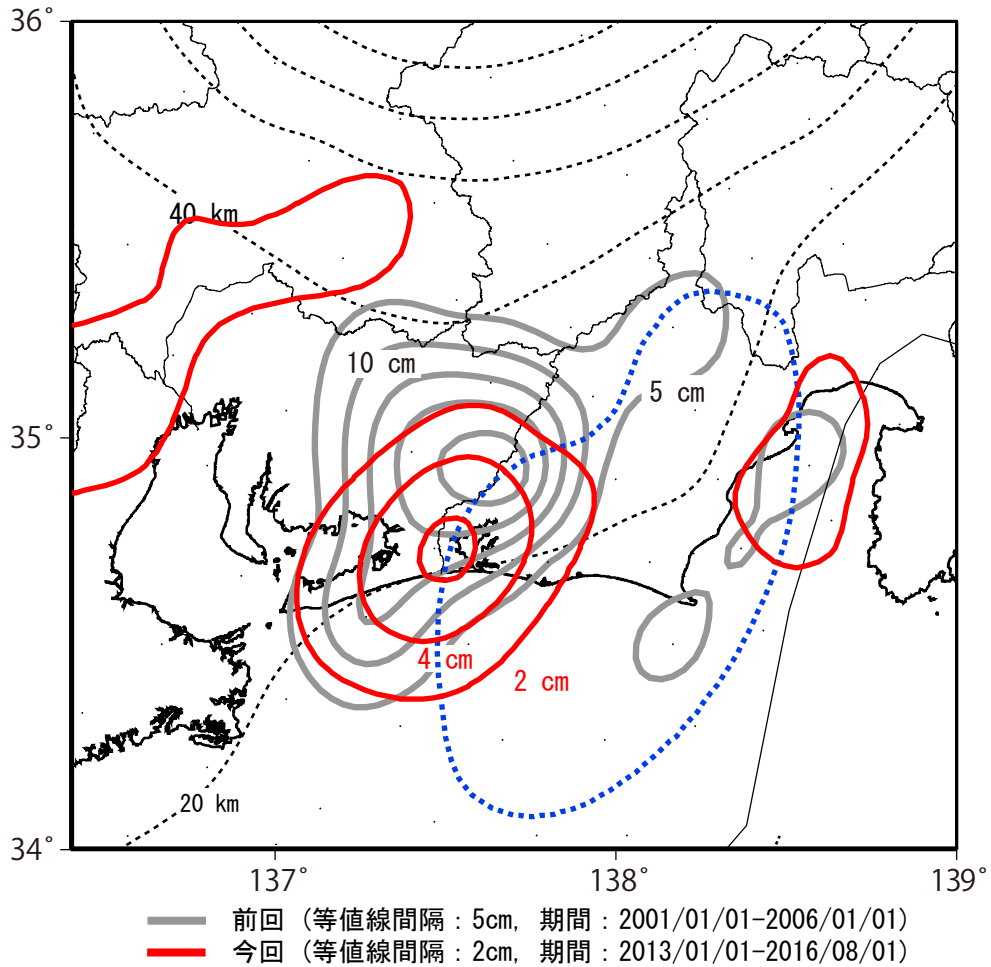 36°
40 km
10 cm
5 cm
35°
4 cm
2 cm
20 km
34°
137° 138° 139°
前回 (等値線間隔：5cm, 期間：2001/01/01-2006/01/01)
今回 (等値線間隔：2cm, 期間：2013/01/01-2016/08/01)